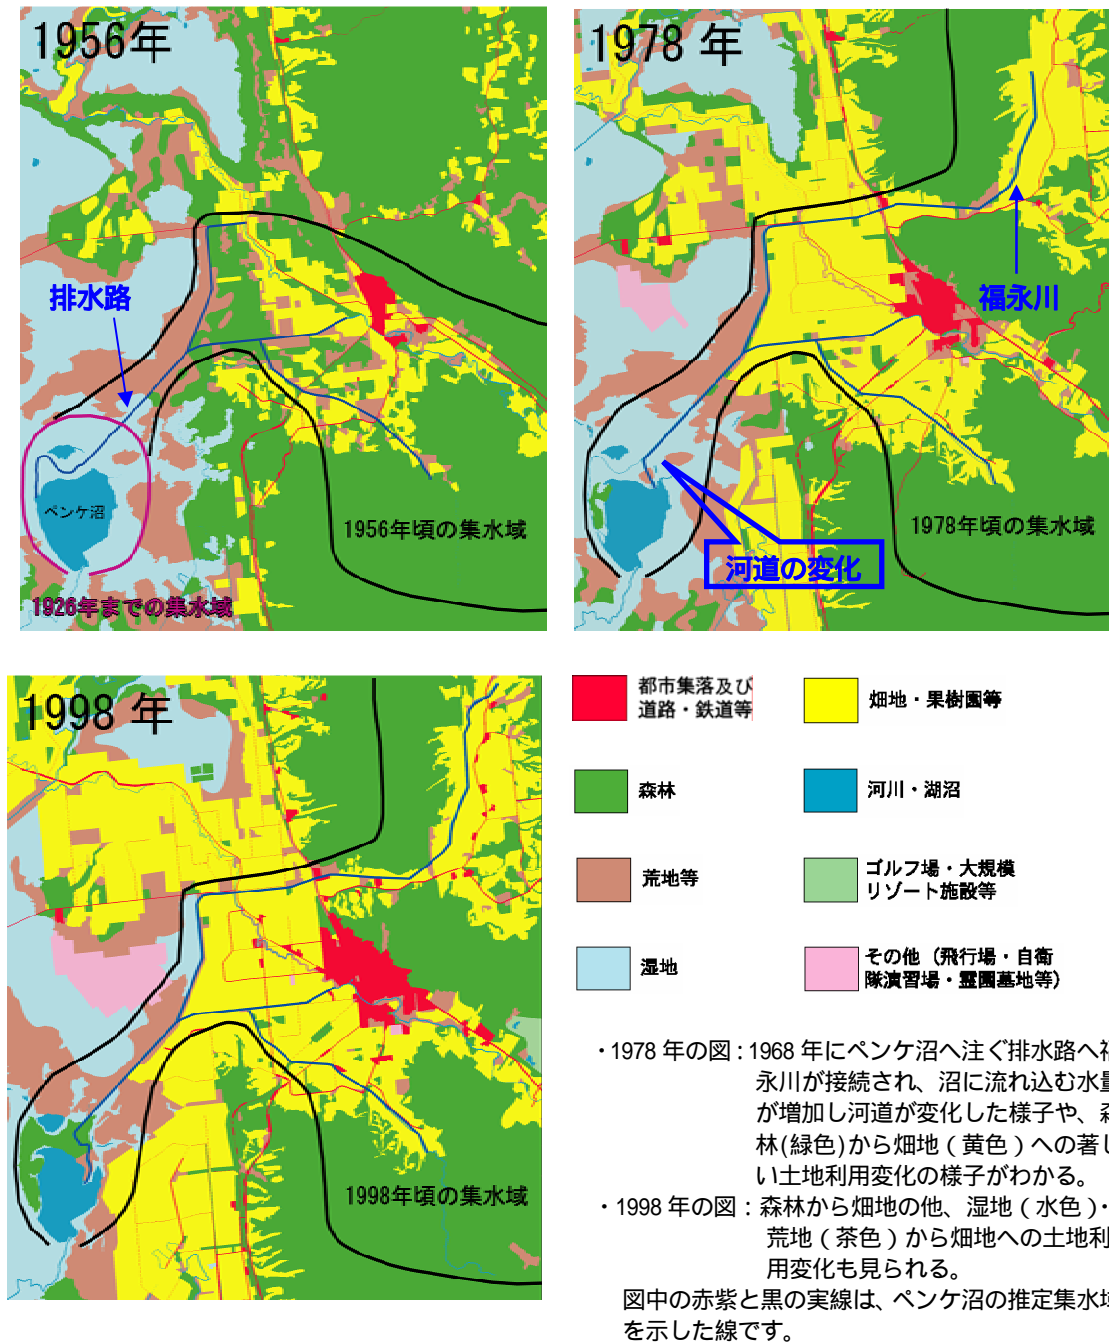 1956年
排水路
ペンケ沼
1956年頃の集水域
1926年までの集水域
1978 年
福永川
1978年頃の集水域
河道の変化
1998 年
1998年頃の集水域
都市集落及び
道路・鉄道等
畑地・果樹園等
森林
河川・湖沼
荒地等
ゴルフ場・大規模
リゾート施設等
湿地
その他（飛行場・自衛
隊演習場・霊園墓地等）
・1978 年の図：1968 年にペンケ沼へ注ぐ排水路へ福
永川が接続され、沼に流れ込む水量
が増加し河道が変化した様子や、森
林(緑色)から畑地（黄色）への著し
い土地利用変化の様子がわかる。
・1998 年の図：森林から畑地の他、湿地（水色）・
荒地（茶色）から畑地への土地利
用変化も見られる。
図中の赤紫と黒の実線は、ペンケ沼の推定集水域
を示した線です。